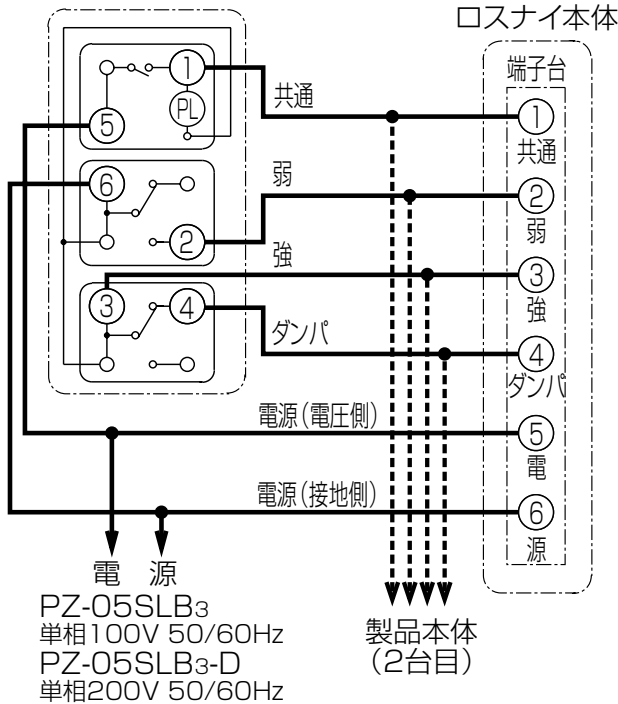 ロスナイ本体
端子台
①
PL
⑤
共通
①
共通
⑥
②
弱
②
弱
強
③
強
③
④
ダンパ
④
ダンパ
電源（電圧側）
⑤
電
電源（接地側）
⑥
源
電 源
PZ-05SLB3
単相100V 50/60Hz
PZ-05SLB3-D
単相200V 50/60Hz
製品本体
（2台目）